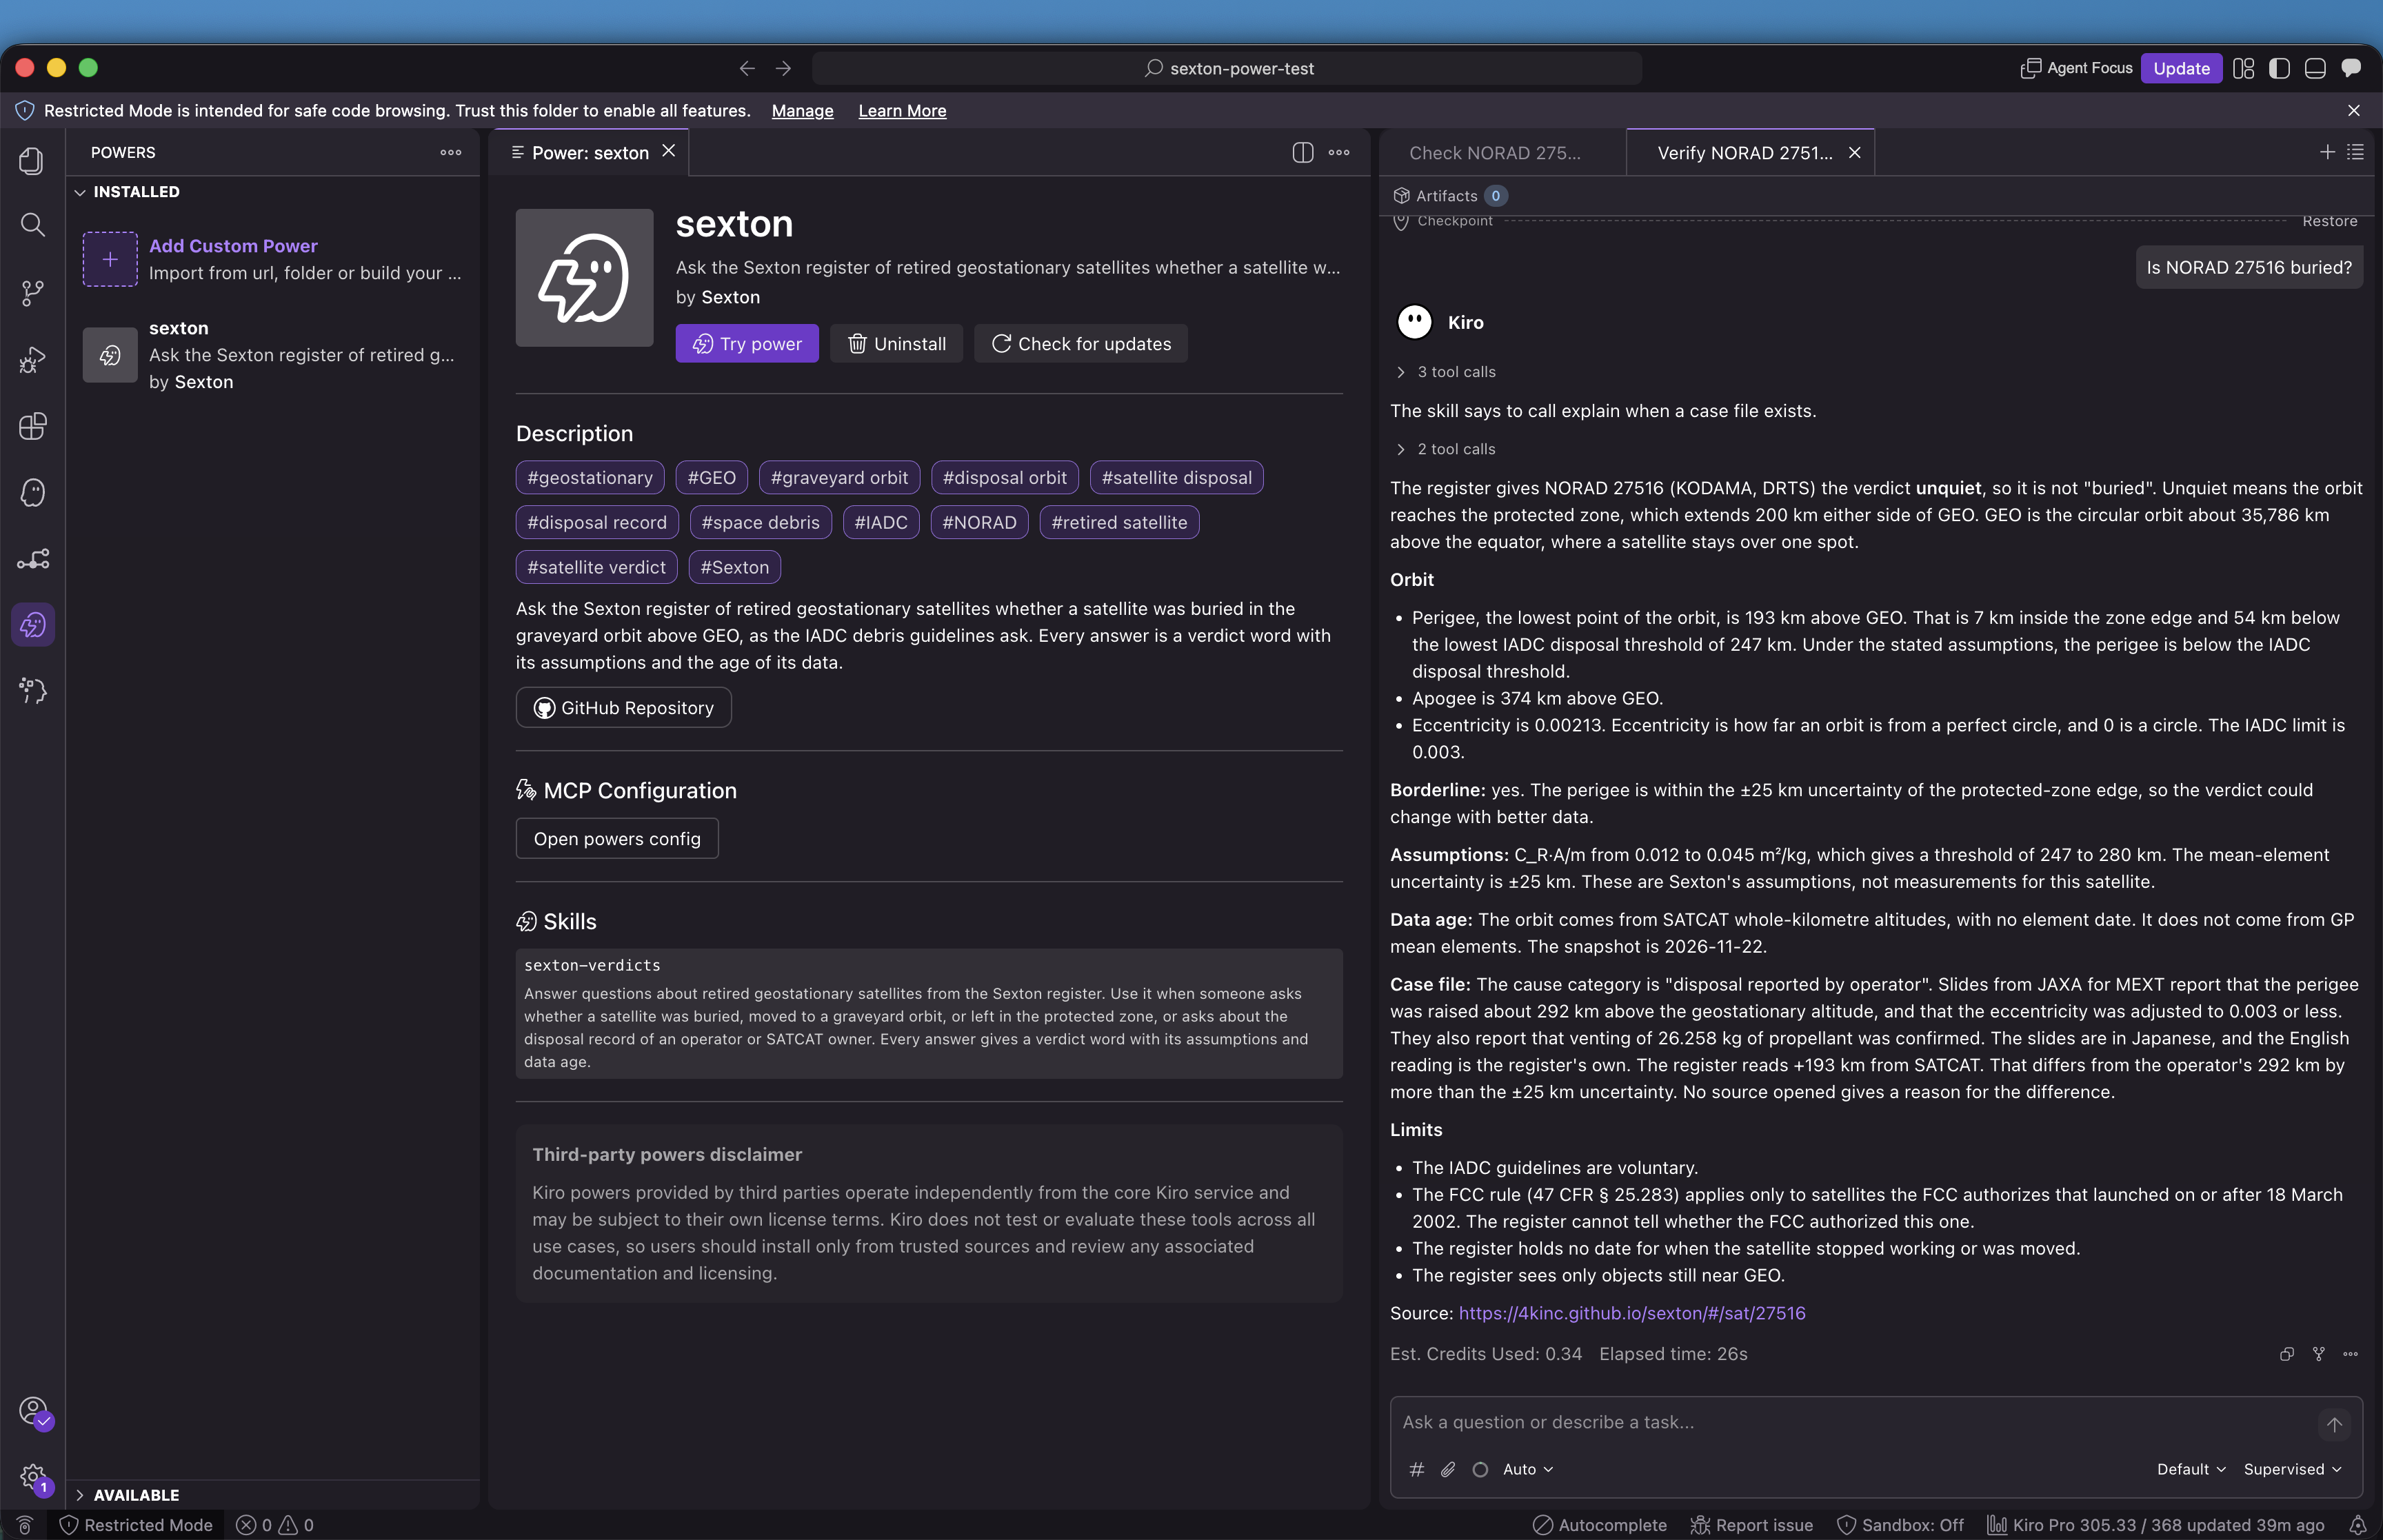 sexton-power-test
Agent Focus
Update
Restricted Mode is intended for safe code browsing. Trust this folder to enable all features. Manage Learn More
POWERS
INSTALLED
Add Custom Power
Import from url, folder or build your ...
sexton
Ask the Sexton register of retired g...
by Sexton
AVAILABLE
Power: sexton
sexton
Ask the Sexton register of retired geostationary satellites whether a satellite w...
by Sexton
Try power
Uninstall
Check for updates
Description
#geostationary #GEO #graveyard orbit #disposal orbit #satellite disposal
#disposal record #space debris #IADC #NORAD #retired satellite
#satellite verdict #Sexton
Ask the Sexton register of retired geostationary satellites whether a satellite was buried in the
graveyard orbit above GEO, as the IADC debris guidelines ask. Every answer is a verdict word with
its assumptions and the age of its data.
GitHub Repository
MCP Configuration
Open powers config
Skills
sexton-verdicts
Answer questions about retired geostationary satellites from the Sexton register. Use it when someone asks
whether a satellite was buried, moved to a graveyard orbit, or left in the protected zone, or asks about the
disposal record of an operator or SATCAT owner. Every answer gives a verdict word with its assumptions and
data age.
Third-party powers disclaimer
Kiro powers provided by third parties operate independently from the core Kiro service and
may be subject to their own license terms. Kiro does not test or evaluate these tools across all
use cases, so users should install only from trusted sources and review any associated
documentation and licensing.
Check NORAD 275...
Verify NORAD 2751...
Artifacts 0
Checkpoint
Restore
Is NORAD 27516 buried?
Kiro
3 tool calls
The skill says to call explain when a case file exists.
2 tool calls
The register gives NORAD 27516 (KODAMA, DRTS) the verdict unquiet, so it is not "buried". Unquiet means the orbit
reaches the protected zone, which extends 200 km either side of GEO. GEO is the circular orbit about 35,786 km
above the equator, where a satellite stays over one spot.
Orbit
• Perigee, the lowest point of the orbit, is 193 km above GEO. That is 7 km inside the zone edge and 54 km below
the lowest IADC disposal threshold of 247 km. Under the stated assumptions, the perigee is below the IADC
disposal threshold.
• Apogee is 374 km above GEO.
• Eccentricity is 0.00213. Eccentricity is how far an orbit is from a perfect circle, and 0 is a circle. The IADC limit is
0.003.
Borderline: yes. The perigee is within the ±25 km uncertainty of the protected-zone edge, so the verdict could
change with better data.
Assumptions: C_R·A/m from 0.012 to 0.045 m²/kg, which gives a threshold of 247 to 280 km. The mean-element
uncertainty is ±25 km. These are Sexton's assumptions, not measurements for this satellite.
Data age: The orbit comes from SATCAT whole-kilometre altitudes, with no element date. It does not come from GP
mean elements. The snapshot is 2026-11-22.
Case file: The cause category is "disposal reported by operator". Slides from JAXA for MEXT report that the perigee
was raised about 292 km above the geostationary altitude, and that the eccentricity was adjusted to 0.003 or less.
They also report that venting of 26.258 kg of propellant was confirmed. The slides are in Japanese, and the English
reading is the register's own. The register reads +193 km from SATCAT. That differs from the operator's 292 km by
more than the ±25 km uncertainty. No source opened gives a reason for the difference.
Limits
• The IADC guidelines are voluntary.
• The FCC rule (47 CFR § 25.283) applies only to satellites the FCC authorizes that launched on or after 18 March
2002. The register cannot tell whether the FCC authorized this one.
• The register holds no date for when the satellite stopped working or was moved.
• The register sees only objects still near GEO.
Source: https://4kinc.github.io/sexton/#/sat/27516
Est. Credits Used: 0.34 Elapsed time: 26s
Ask a question or describe a task...
# Auto
Default
Supervised
1
Restricted Mode
0 0
Autocomplete
Report issue
Sandbox: Off
Kiro Pro 305.33 / 368 updated 39m ago